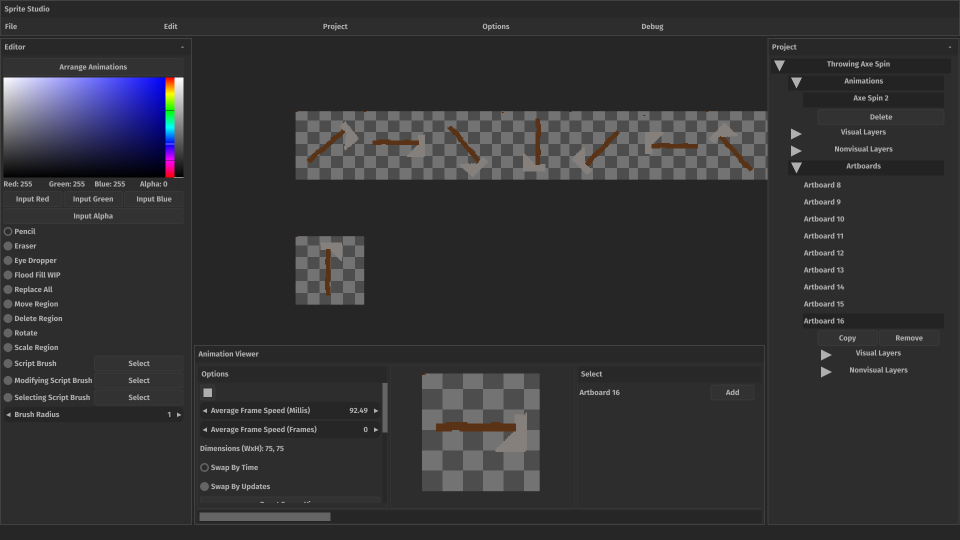 Sprite Studio
File Edit Project Options Debug
Editor -
Arrange Animations
Red: 255 Green: 255 Blue: 255 Alpha: 0
Input Red Input Green Input Blue
Input Alpha
Pencil
Eraser
Eye Dropper
Flood Fill WIP
Replace All
Move Region
Delete Region
Rotate
Scale Region
Script Brush Select
Modifying Script Brush Select
Selecting Script Brush Select
Brush Radius 1
Animation Viewer
Options
Average Frame Speed (Millis) 92.49
Average Frame Speed (Frames) 0
Dimensions (WxH): 75, 75
Swap By Time
Swap By Updates
Select
Artboard 16 Add
Project -
Throwing Axe Spin
Animations
Axe Spin 2
Delete
Visual Layers
Nonvisual Layers
Artboards
Artboard 8
Artboard 9
Artboard 10
Artboard 11
Artboard 12
Artboard 13
Artboard 14
Artboard 15
Artboard 16
Copy Remove
Visual Layers
Nonvisual Layers